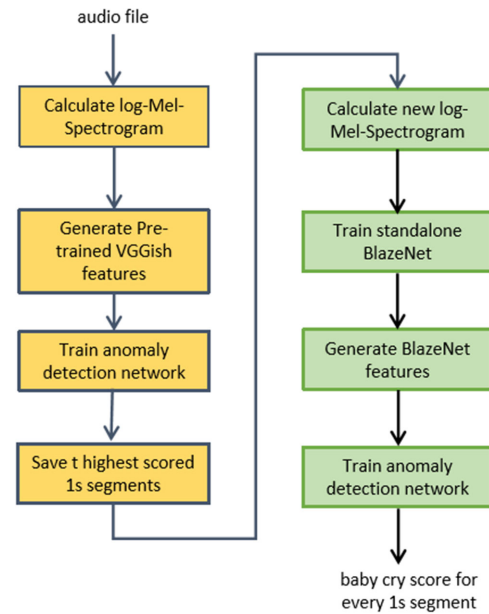 audio file
Calculate log-Mel-
Spectrogram
Generate Pre-
trained VGGish
features
Train anomaly
detection network
Save t highest scored
1s segments
Calculate new log-
Mel-Spectrogram
Train standalone
BlazeNet
Generate BlazeNet
features
Train anomaly
detection network
baby cry score for
every 1s segment